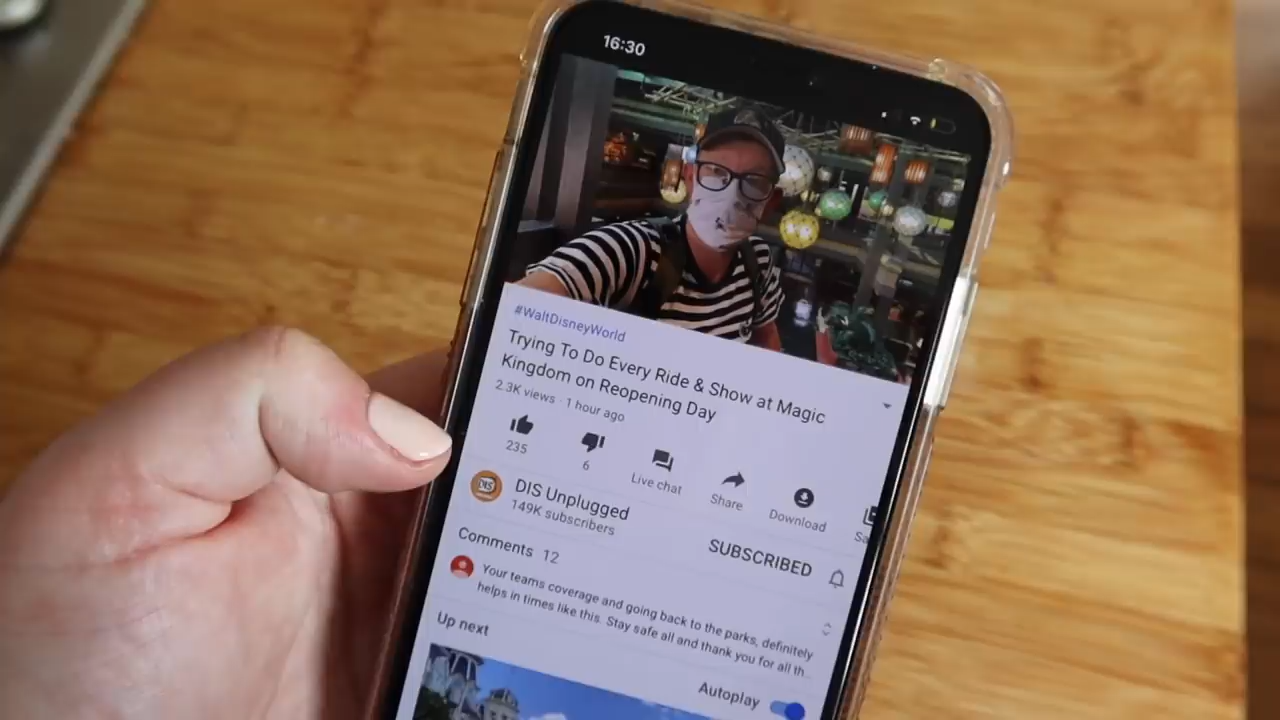 16:30
#WaltDisneyWorld
Trying To Do Every Ride & Show at Magic
Kingdom on Reopening Day
2.3K views · 1 hour ago
235
6
Live chat
Share
Download
Sa
DIS
DIS Unplugged
149K subscribers
SUBSCRIBED
Comments 12
Your teams coverage and going back to the parks, definitely
helps in times like this. Stay safe all and thank you for all th..
Up next
Autoplay